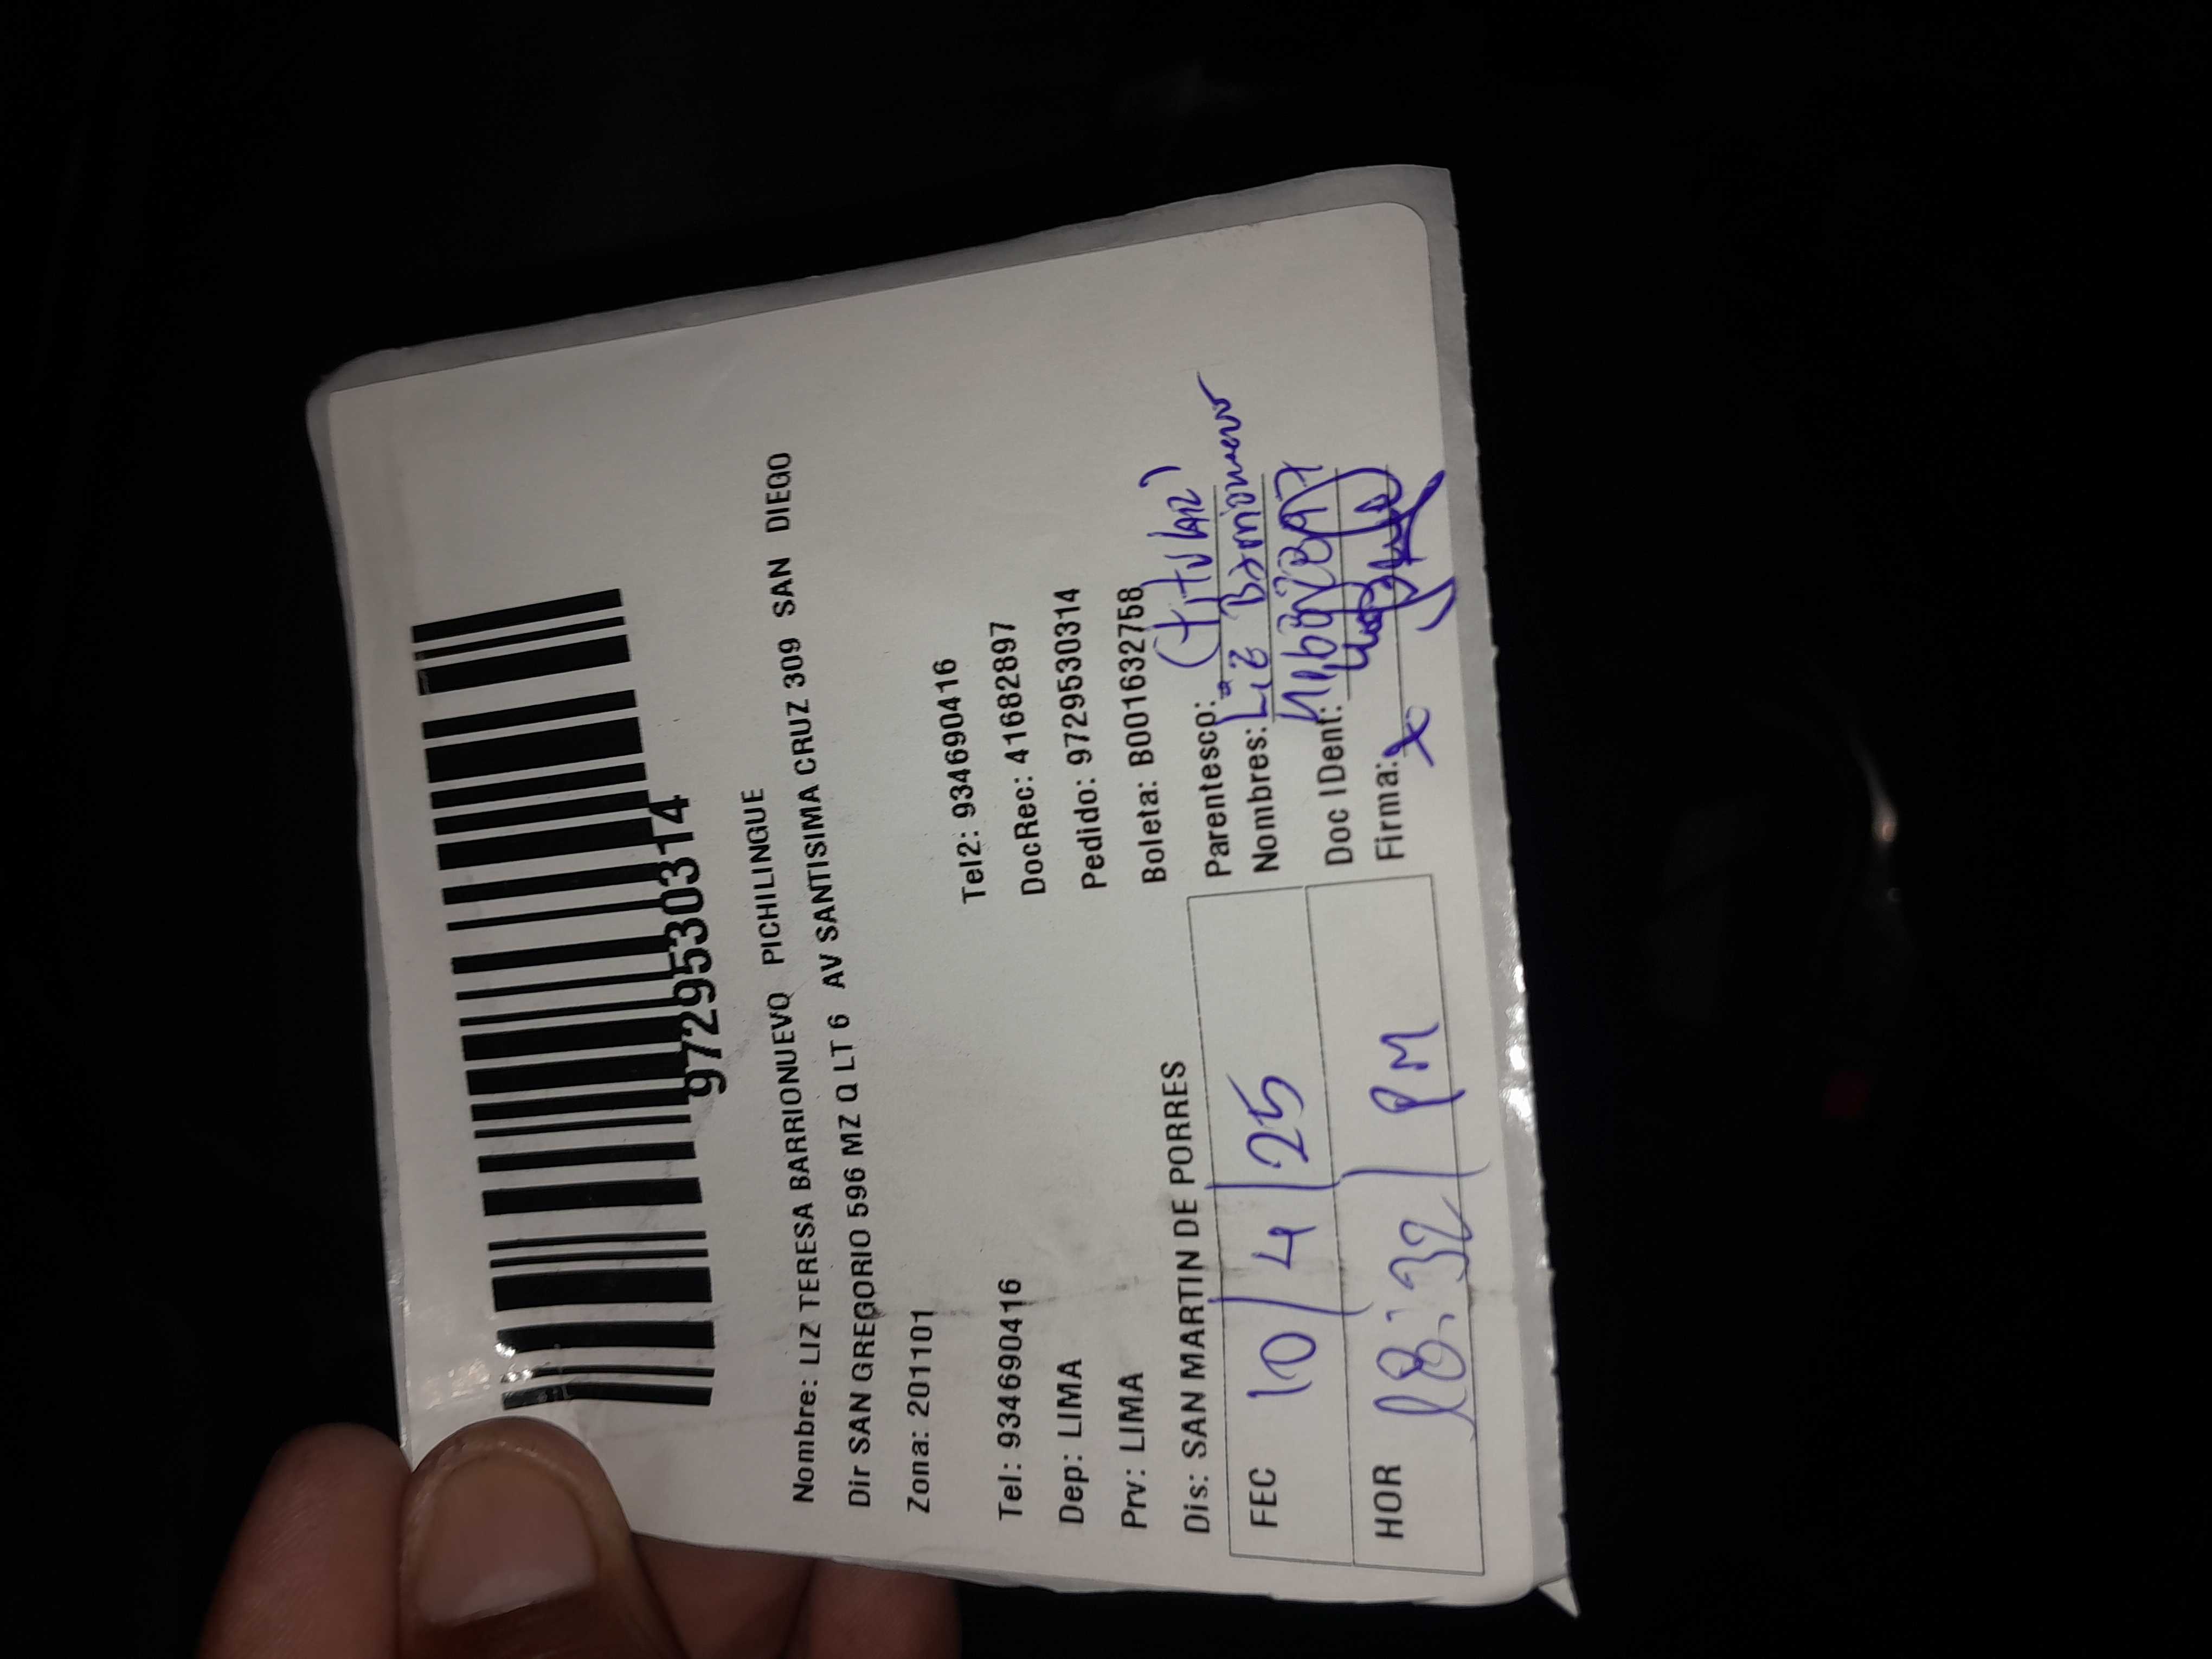 9729530314
Nombre: LIZ TERESA BARRIONUEVO PICHILINGUE
Dir SAN GREGORIO 596 MZ Q LT 6 AV SANTISIMA CRUZ 309 SAN DIEGO
Zona: 201101
Tel: 934690416 Tel2: 934690416
Dep: LIMA DocRec: 41682897
Prv: LIMA Pedido: 9729530314
Dis: SAN MARTIN DE PORRES Boleta: B001632758
Parentesco: (titular)
FEC 10/4/25 Nombres: Liz Barrionuevo
Doc IDent: 41682897
HOR 18:32/PM Firma: x